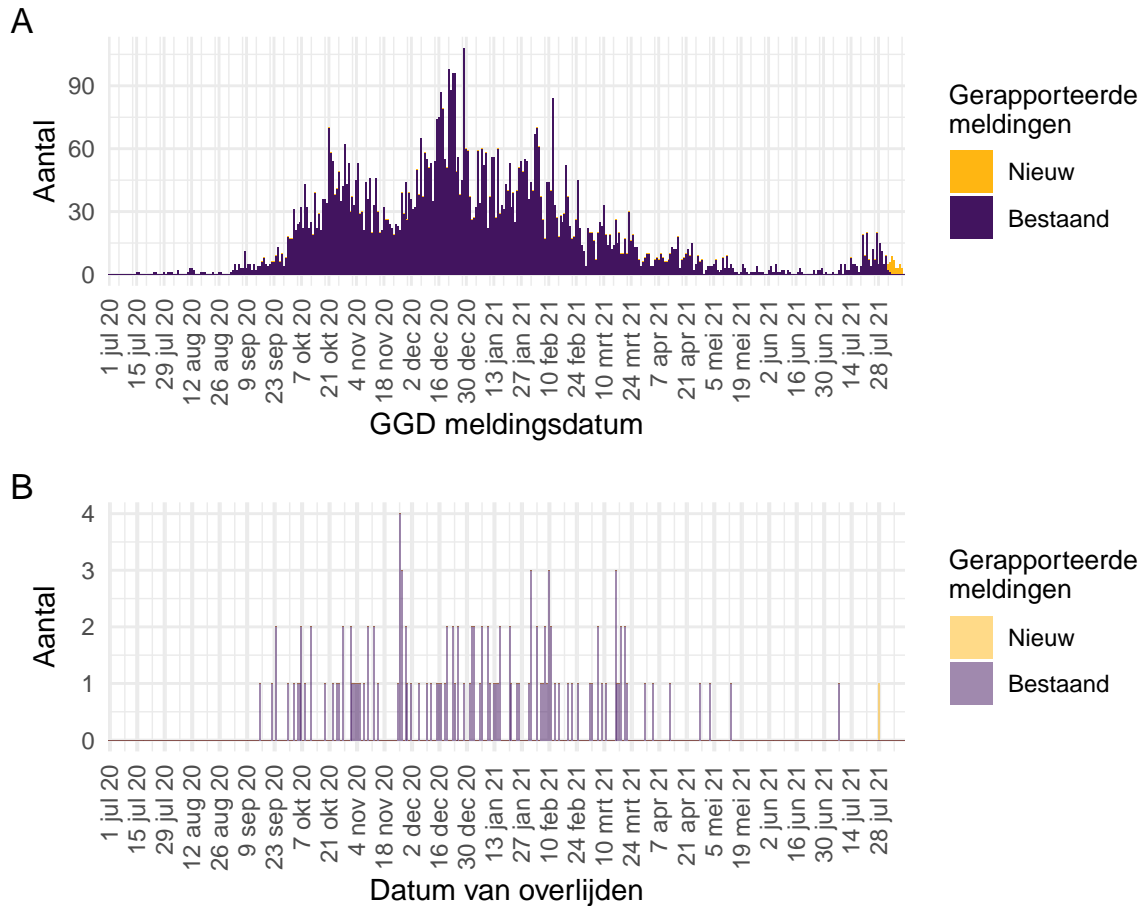 A
Aantal
90
60
30
0
1 jul 20
15 jul 20
29 jul 20
12 aug 20
26 aug 20
9 sep 20
23 sep 20
7 okt 20
21 okt 20
4 nov 20
18 nov 20
2 dec 20
16 dec 20
30 dec 20
13 jan 21
27 jan 21
10 feb 21
24 feb 21
10 mrt 21
24 mrt 21
7 apr 21
21 apr 21
5 mei 21
19 mei 21
2 jun 21
16 jun 21
30 jun 21
14 jul 21
28 jul 21
GGD meldingsdatum
Gerapporteerde
meldingen
Nieuw
Bestaand
B
Aantal
4
3
2
1
0
1 jul 20
15 jul 20
29 jul 20
12 aug 20
26 aug 20
9 sep 20
23 sep 20
7 okt 20
21 okt 20
4 nov 20
18 nov 20
2 dec 20
16 dec 20
30 dec 20
13 jan 21
27 jan 21
10 feb 21
24 feb 21
10 mrt 21
24 mrt 21
7 apr 21
21 apr 21
5 mei 21
19 mei 21
2 jun 21
16 jun 21
30 jun 21
14 jul 21
28 jul 21
Datum van overlijden
Gerapporteerde
meldingen
Nieuw
Bestaand